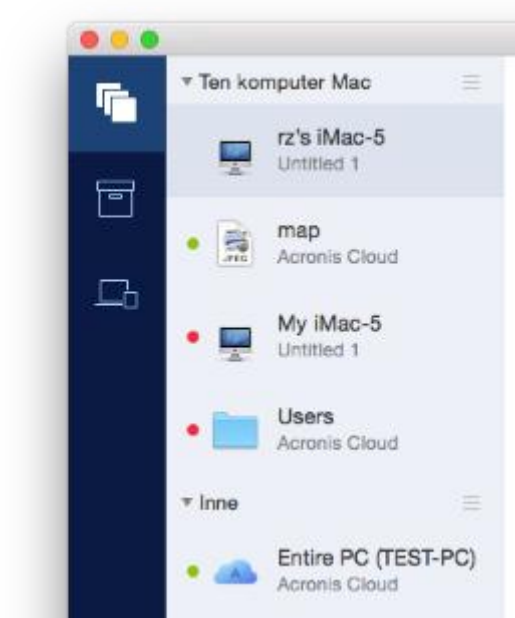 Ten komputer Mac
rz's iMac-5
Untitled 1
map
Acronis Cloud
JPEG
My iMac-5
Untitled 1
Users
Acronis Cloud
Inne
Entire PC (TEST-PC)
Acronis Cloud